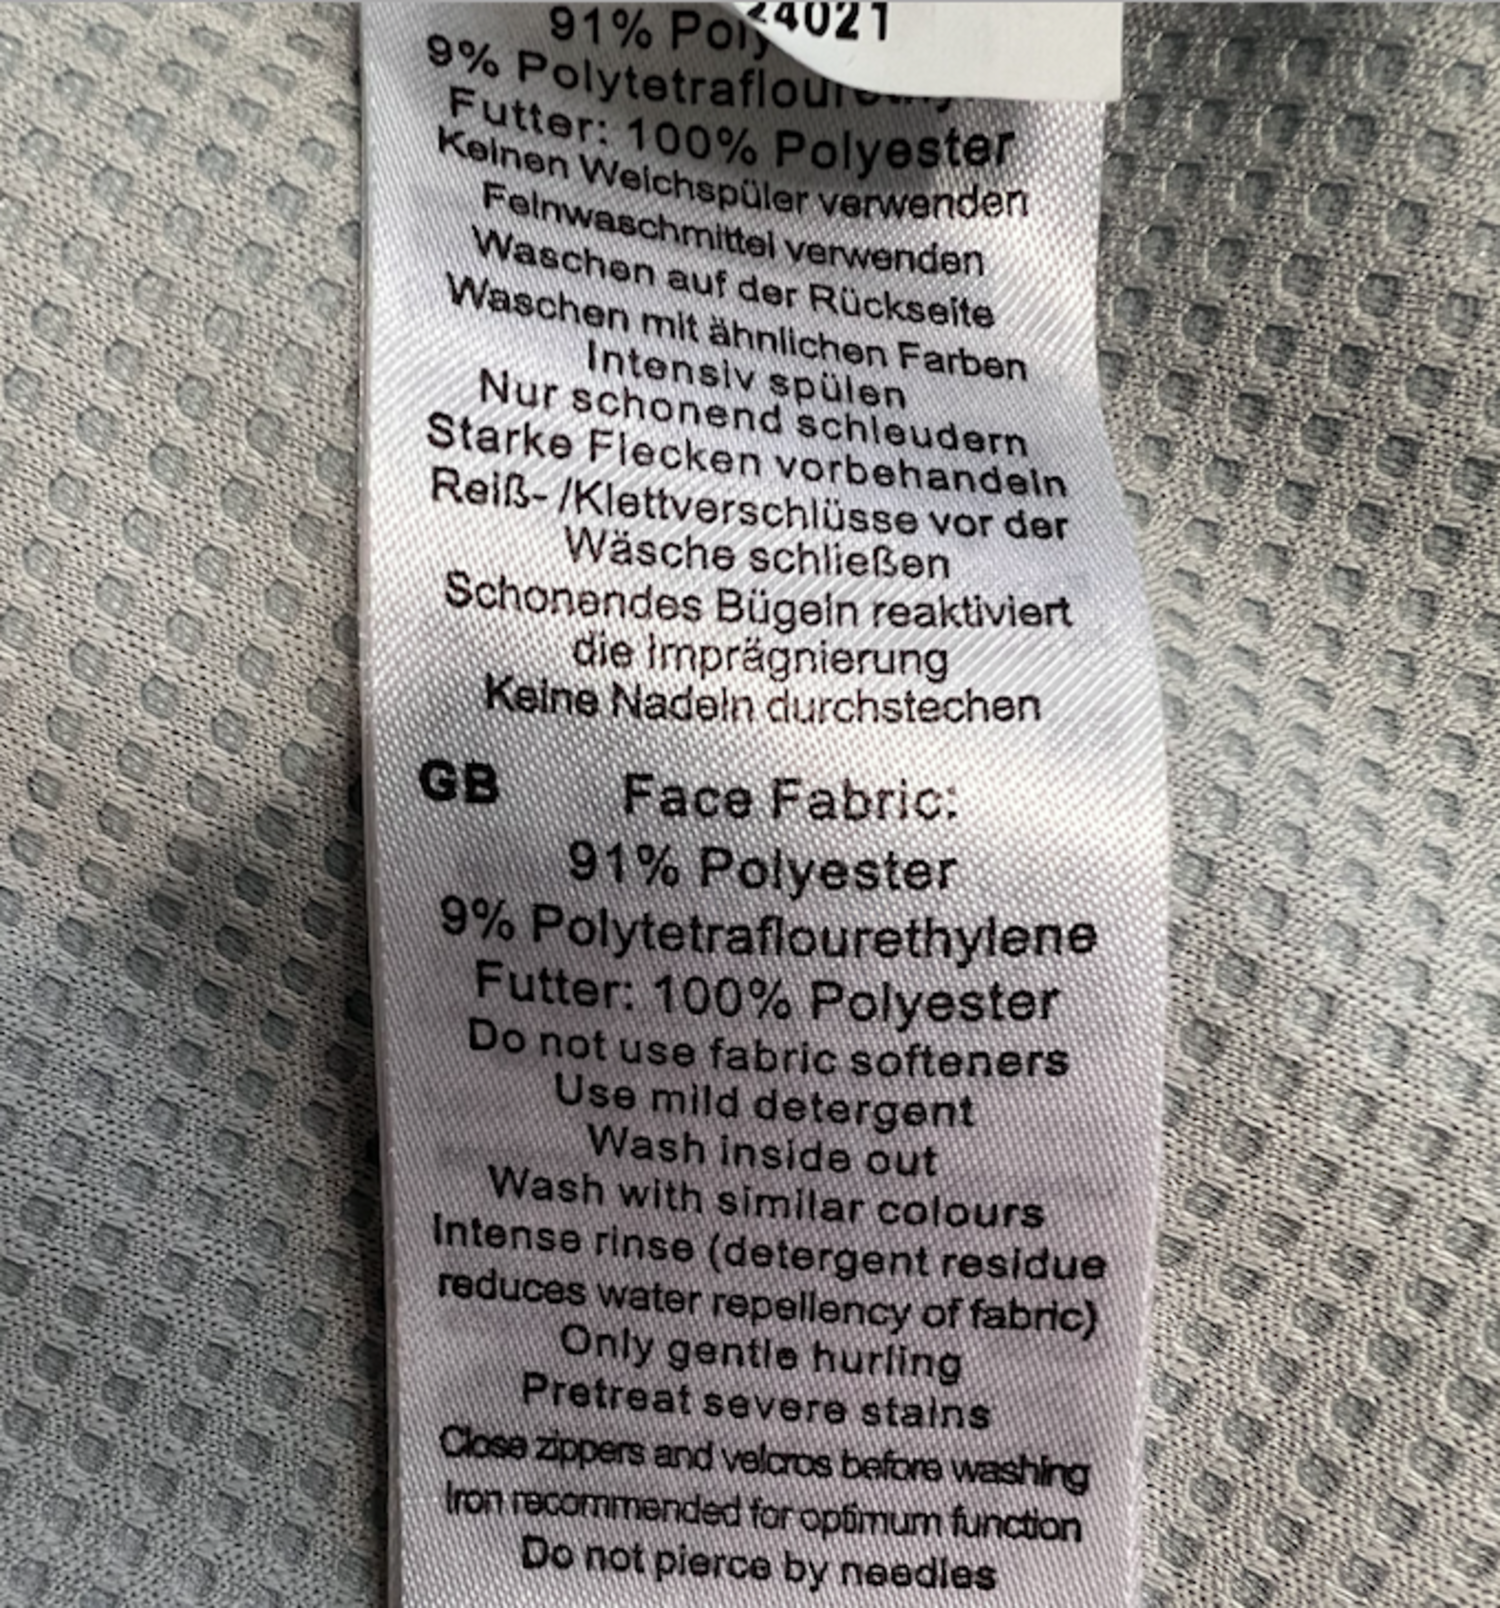 24021
91%
9%
Futter: 100% Polyester
Keinen Weichspüler verwenden
Feinwaschmittel verwenden
Waschen auf der Rückseite
Waschen mit ähnlichen Farben
Intensiv spülen
Nur schonend schleudern
Starke Flecken vorbehandeln
Reiß- /Klettverschlüsse vor der
Wäsche schließen
Schonendes Bügeln reaktiviert
die Imprägnierung
Keine Nadeln durchstechen
GB Face Fabric:
91% Polyester
9% Polytetraflourethylene
Futter: 100% Polyester
Do not use fabric softeners
Use mild detergent
Wash inside out
Wash with similar colours
Intense rinse (detergent residue
reduces water repellency of fabric)
Only gentle hurling
Pretreat severe stains
Close zippers and velcros before washing
Iron recommended for optimum function
Do not pierce by needles